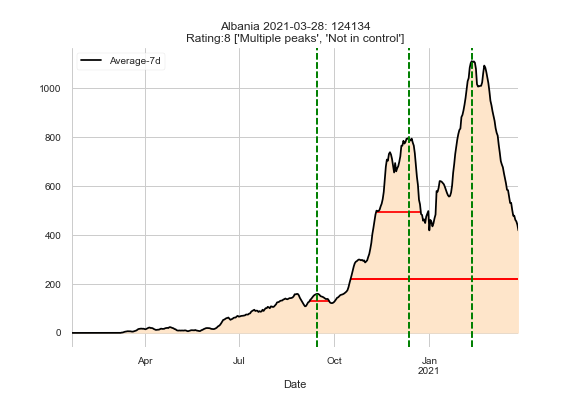 Albania 2021-03-28: 124134
Rating:8 ['Multiple peaks', 'Not in control']
Average-7d
1000
800
600
400
200
0
Apr Jul Oct Jan
2021
Date